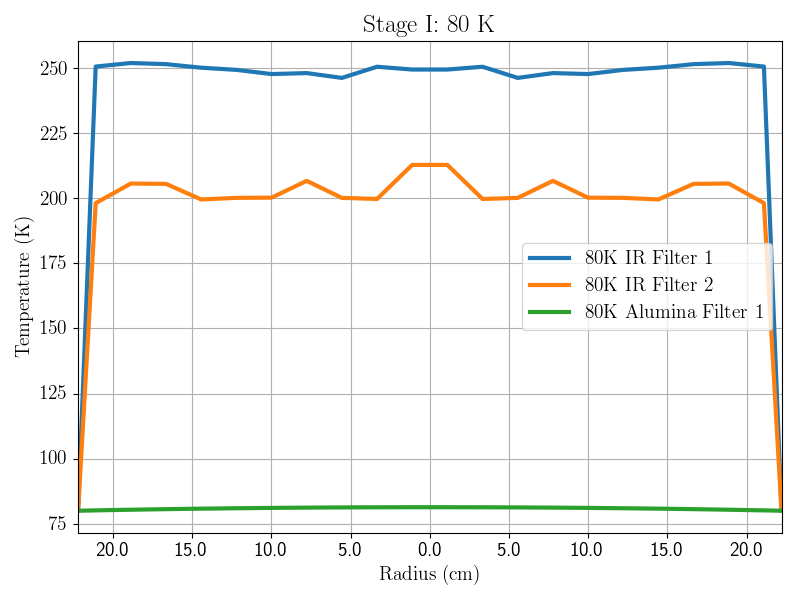 Stage I: 80 K
250
225
200
175
150
125
100
75
Temperature (K)
80K IR Filter 1
80K IR Filter 2
80K Alumina Filter 1
20.0 15.0 10.0 5.0 0.0 5.0 10.0 15.0 20.0
Radius (cm)